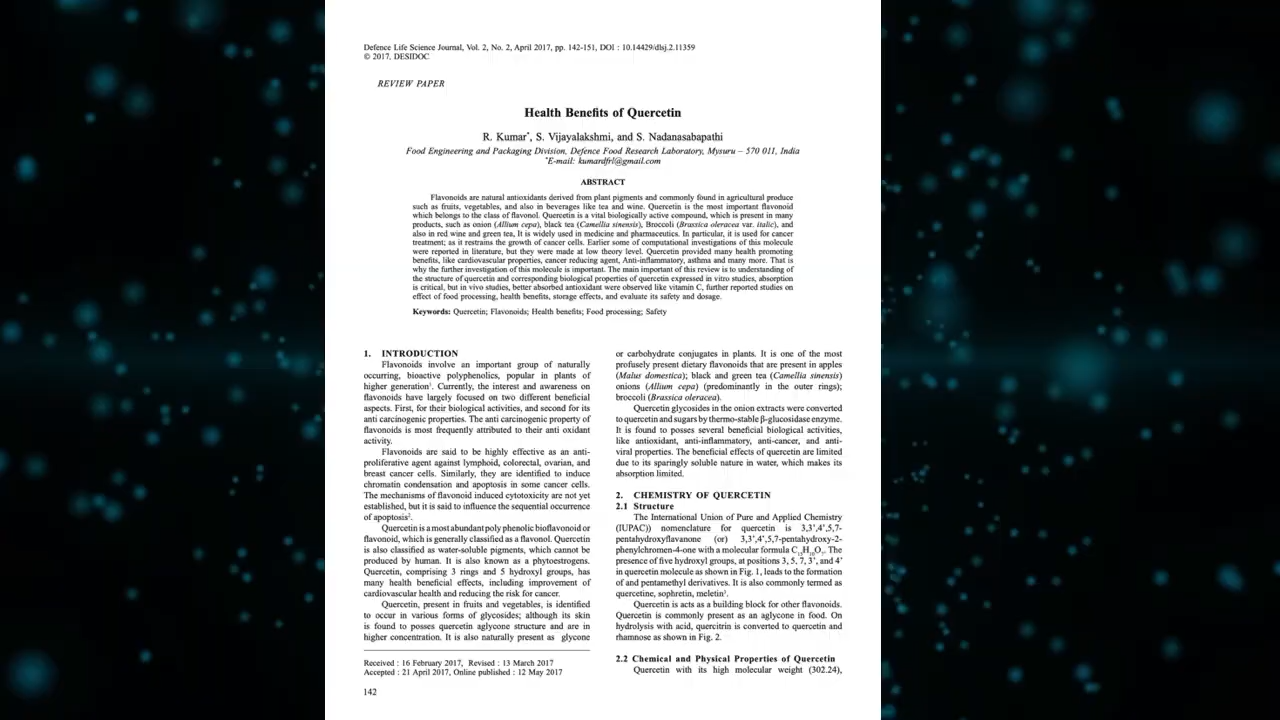 Defence Life Science Journal, Vol. 2, No. 2, April 2017, pp. 142-151, DOI : 10.14429/dlsj.2.11359
© 2017, DESIDOC
REVIEW PAPER
Health Benefits of Quercetin
R. Kumar*, S. Vijayalakshmi, and S. Nadanasabapathi
Food Engineering and Packaging Division, Defence Food Research Laboratory, Mysuru – 570 011, India
*E-mail: kumardfrl@gmail.com
ABSTRACT
Flavonoids are natural antioxidants derived from plant pigments and commonly found in agricultural produce
such as fruits, vegetables, and also in beverages like tea and wine. Quercetin is the most important flavonoid
which belongs to the class of flavonol. Quercetin is a vital biologically active compound, which is present in many
products, such as onion (Allium cepa), black tea (Camellia sinensis), Broccoli (Brassica oleracea var. italic), and
also in red wine and green tea, It is widely used in medicine and pharmaceutics. In particular, it is used for cancer
treatment; as it restrains the growth of cancer cells. Earlier some of computational investigations of this molecule
were reported in literature, but they were made at low theory level. Quercetin provided many health promoting
benefits, like cardiovascular properties, cancer reducing agent, Anti-inflammatory, asthma and many more. That is
why the further investigation of this molecule is important. The main important of this review is to understanding of
the structure of quercetin and corresponding biological properties of quercetin expressed in vitro studies, absorption
is critical, but in vivo studies, better absorbed antioxidant were observed like vitamin C, further reported studies on
effect of food processing, health benefits, storage effects, and evaluate its safety and dosage.
Keywords: Quercetin; Flavonoids; Health benefits; Food processing; Safety
1. INTRODUCTION
Flavonoids involve an important group of naturally
occurring, bioactive polyphenolics, popular in plants of
higher generation¹. Currently, the interest and awareness on
flavonoids have largely focused on two different beneficial
aspects. First, for their biological activities, and second for its
anti carcinogenic properties. The anti carcinogenic property of
flavonoids is most frequently attributed to their anti oxidant
activity.
Flavonoids are said to be highly effective as an anti-
proliferative agent against lymphoid, colorectal, ovarian, and
breast cancer cells. Similarly, they are identified to induce
chromatin condensation and apoptosis in some cancer cells.
The mechanisms of flavonoid induced cytotoxicity are not yet
established, but it is said to influence the sequential occurrence
of apoptosis².
Quercetin is a most abundant poly phenolic bioflavonoid or
flavonoid, which is generally classified as a flavonol. Quercetin
is also classified as water-soluble pigments, which cannot be
produced by human. It is also known as a phytoestrogens.
Quercetin, comprising 3 rings and 5 hydroxyl groups, has
many health beneficial effects, including improvement of
cardiovascular health and reducing the risk for cancer.
Quercetin, present in fruits and vegetables, is identified
to occur in various forms of glycosides; although its skin
is found to posses quercetin aglycone structure and are in
higher concentration. It is also naturally present as glycone
Received : 16 February 2017, Revised : 13 March 2017
Accepted : 21 April 2017, Online published : 12 May 2017
142
or carbohydrate conjugates in plants. It is one of the most
profusely present dietary flavonoids that are present in apples
(Malus domestica); black and green tea (Camellia sinensis)
onions (Allium cepa) (predominantly in the outer rings);
broccoli (Brassica oleracea).
Quercetin glycosides in the onion extracts were converted
to quercetin and sugars by thermo-stable β-glucosidase enzyme.
It is found to posses several beneficial biological activities,
like antioxidant, anti-inflammatory, anti-cancer, and anti-
viral properties. The beneficial effects of quercetin are limited
due to its sparingly soluble nature in water, which makes its
absorption limited.
2. CHEMISTRY OF QUERCETIN
2.1 Structure
The International Union of Pure and Applied Chemistry
(IUPAC)) nomenclature for quercetin is 3,3',4',5,7-
pentahydroxyflavanone (or) 3,3',4',5,7-pentahydroxy-2-
phenylchromen-4-one with a molecular formula C₁₅H₁₀O₇. The
presence of five hydroxyl groups, at positions 3, 5, 7, 3', and 4'
in quercetin molecule as shown in Fig. 1, leads to the formation
of and pentamethyl derivatives. It is also commonly termed as
quercetine, sophretin, meletin³.
Quercetin is acts as a building block for other flavonoids.
Quercetin is commonly present as an aglycone in food. On
hydrolysis with acid, quercitrin is converted to quercetin and
rhamnose as shown in Fig. 2.
2.2 Chemical and Physical Properties of Quercetin
Quercetin with its high molecular weight (302.24),